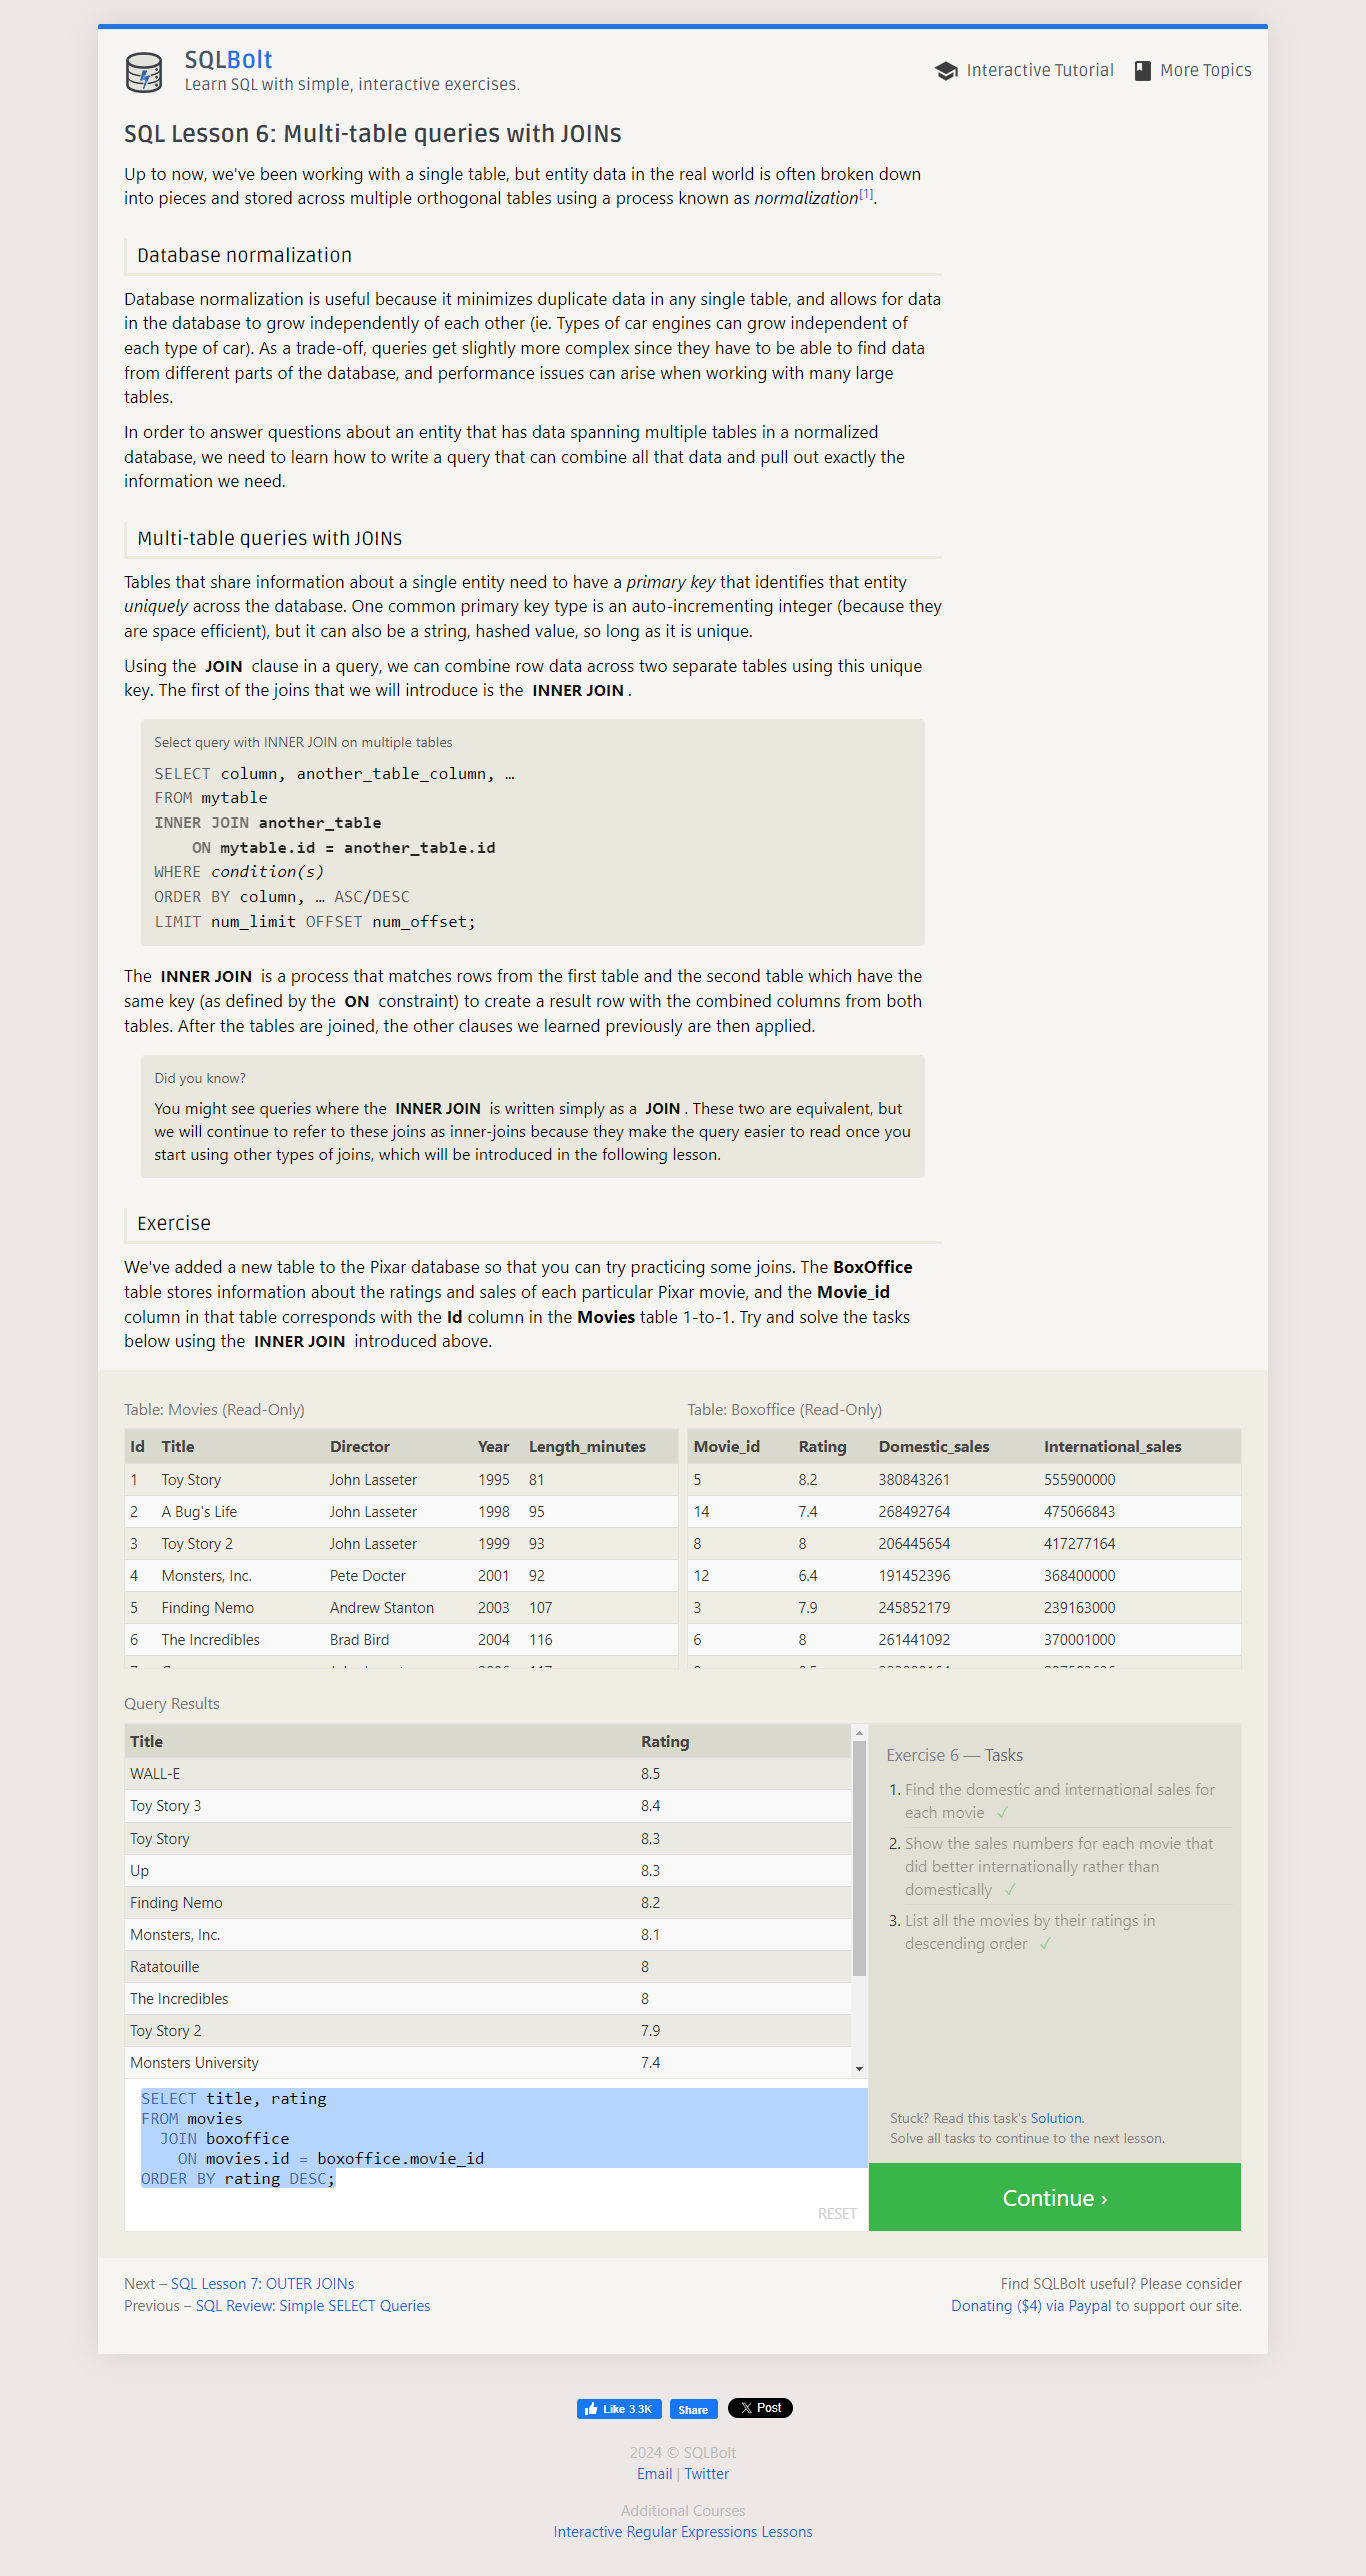 SQLBolt
Learn SQL with simple, interactive exercises.
Interactive Tutorial
More Topics
SQL Lesson 6: Multi-table queries with JOINs
Up to now, we've been working with a single table, but entity data in the real world is often broken down
into pieces and stored across multiple orthogonal tables using a process known as normalization[1].
Database normalization
Database normalization is useful because it minimizes duplicate data in any single table, and allows for data
in the database to grow independently of each other (ie. Types of car engines can grow independent of
each type of car). As a trade-off, queries get slightly more complex since they have to be able to find data
from different parts of the database, and performance issues can arise when working with many large
tables.
In order to answer questions about an entity that has data spanning multiple tables in a normalized
database, we need to learn how to write a query that can combine all that data and pull out exactly the
information we need.
Multi-table queries with JOINs
Tables that share information about a single entity need to have a primary key that identifies that entity
uniquely across the database. One common primary key type is an auto-incrementing integer (because they
are space efficient), but it can also be a string, hashed value, so long as it is unique.
Using the JOIN clause in a query, we can combine row data across two separate tables using this unique
key. The first of the joins that we will introduce is the INNER JOIN.
Select query with INNER JOIN on multiple tables
SELECT column, another_table_column, …
FROM mytable
INNER JOIN another_table
ON mytable.id = another_table.id
WHERE condition(s)
ORDER BY column, … ASC/DESC
LIMIT num_limit OFFSET num_offset;
The INNER JOIN is a process that matches rows from the first table and the second table which have the
same key (as defined by the ON constraint) to create a result row with the combined columns from both
tables. After the tables are joined, the other clauses we learned previously are then applied.
Did you know?
You might see queries where the INNER JOIN is written simply as a JOIN. These two are equivalent, but
we will continue to refer to these joins as inner-joins because they make the query easier to read once you
start using other types of joins, which will be introduced in the following lesson.
Exercise
We've added a new table to the Pixar database so that you can try practicing some joins. The BoxOffice
table stores information about the ratings and sales of each particular Pixar movie, and the Movie_id
column in that table corresponds with the Id column in the Movies table 1-to-1. Try and solve the tasks
below using the INNER JOIN introduced above.
Table: Movies (Read-Only)
Id Title Director Year Length_minutes
1 Toy Story John Lasseter 1995 81
2 A Bug's Life John Lasseter 1998 95
3 Toy Story 2 John Lasseter 1999 93
4 Monsters, Inc. Pete Docter 2001 92
5 Finding Nemo Andrew Stanton 2003 107
6 The Incredibles Brad Bird 2004 116
Table: Boxoffice (Read-Only)
Movie_id Rating Domestic_sales International_sales
5 8.2 380843261 555900000
14 7.4 268492764 475066843
8 8 206445654 417277164
12 6.4 191452396 368400000
3 7.9 245852179 239163000
6 8 261441092 370001000
Query Results
Title Rating
WALL-E 8.5
Toy Story 3 8.4
Toy Story 8.3
Up 8.3
Finding Nemo 8.2
Monsters, Inc. 8.1
Ratatouille 8
The Incredibles 8
Toy Story 2 7.9
Monsters University 7.4
SELECT title, rating
FROM movies
JOIN boxoffice
ON movies.id = boxoffice.movie_id
ORDER BY rating DESC;
RESET
Exercise 6 — Tasks
1. Find the domestic and international sales for
each movie ✓
2. Show the sales numbers for each movie that
did better internationally rather than
domestically ✓
3. List all the movies by their ratings in
descending order ✓
Stuck? Read this task's Solution.
Solve all tasks to continue to the next lesson.
Continue ›
Next – SQL Lesson 7: OUTER JOINs
Previous – SQL Review: Simple SELECT Queries
Find SQLBolt useful? Please consider
Donating ($4) via Paypal to support our site.
Like 3.3K
Share
Post
2024 © SQLBolt
Email | Twitter
Additional Courses
Interactive Regular Expressions Lessons